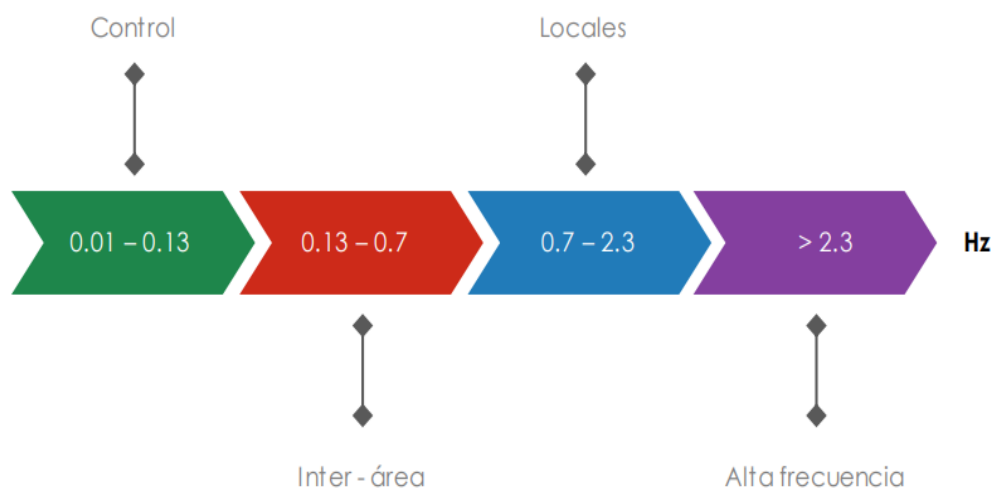 Control
Locales
0.01 – 0.13
0.13 – 0.7
0.7 – 2.3
> 2.3
Hz
Inter - área
Alta frecuencia